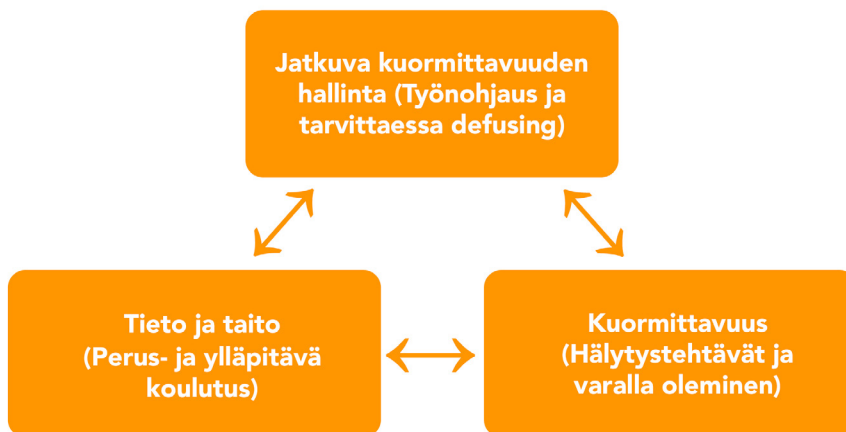 Jatkuva kuormittavuuden
hallinta (Työnohjaus ja
tarvittaessa defusing)
Tieto ja taito
(Perus- ja ylläpitävä
koulutus)
Kuormittavuus
(Hälytystehtävät ja
varalla oleminen)